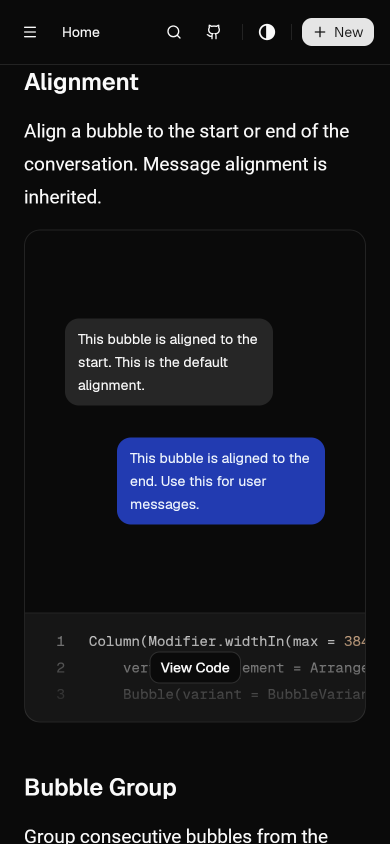 Home
New
Alignment
Align a bubble to the start or end of the
conversation. Message alignment is
inherited.
This bubble is aligned to the
start. This is the default
alignment.
This bubble is aligned to the
end. Use this for user
messages.
1 Column(Modifier.widthIn(max = 384
2 ver View Code ement = Arrange
3 Bubble(variant = BubbleVarian
Bubble Group
Group consecutive bubbles from the